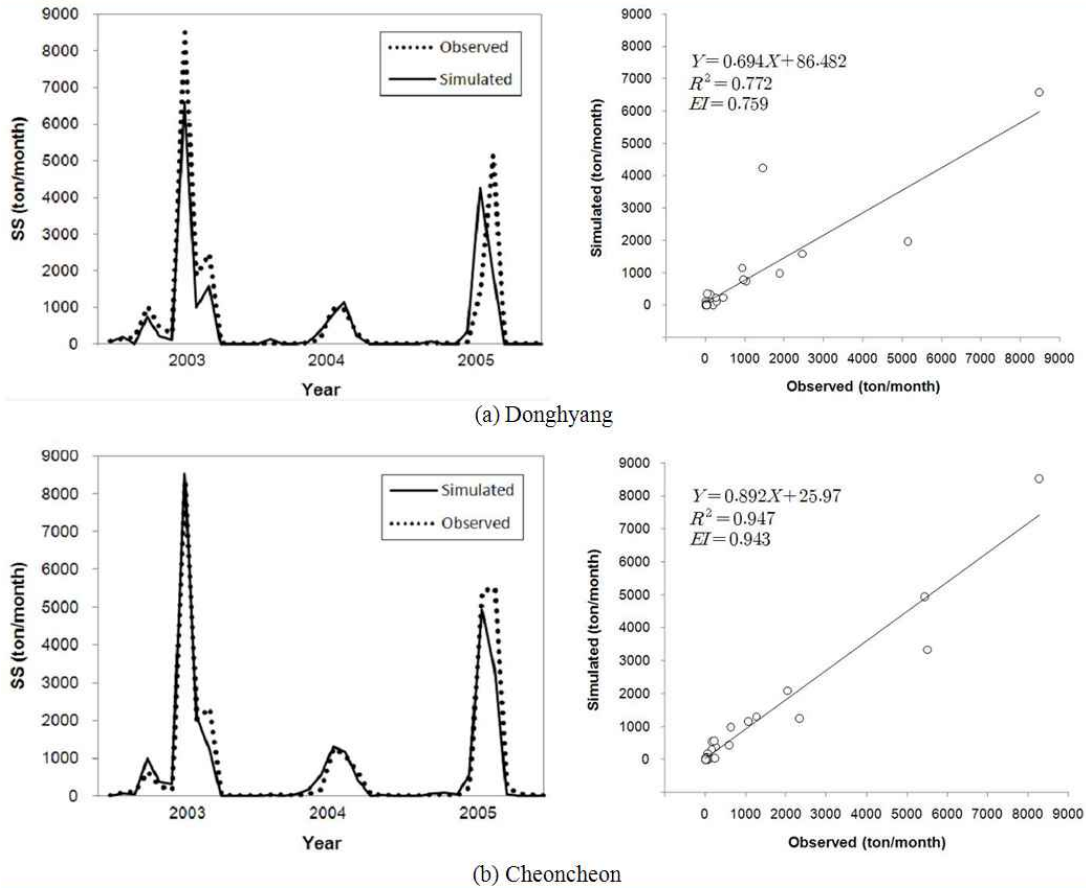 9000
8000
7000
6000
5000
4000
3000
2000
1000
0
SS (ton/month)
Observed
Simulated
2003
2004
2005
Year
9000
8000
7000
6000
5000
4000
3000
2000
1000
0
Simulated (ton/month)
Y=0.694X+86.482
R²=0.772
EI=0.759
0 1000 2000 3000 4000 5000 6000 7000 8000 9000
Observed (ton/month)
(a) Donghyang
9000
8000
7000
6000
5000
4000
3000
2000
1000
0
SS (ton/month)
Simulated
Observed
2003
2004
2005
Year
9000
8000
7000
6000
5000
4000
3000
2000
1000
0
Simulated (ton/month)
Y=0.892X+25.97
R²=0.947
EI=0.943
0 1000 2000 3000 4000 5000 6000 7000 8000 9000
Observed (ton/month)
(b) Cheoncheon